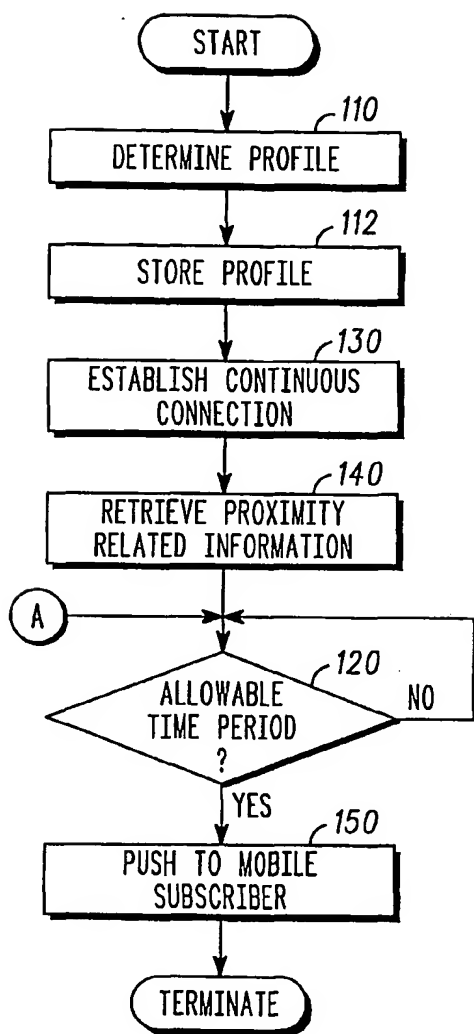 START
110
DETERMINE PROFILE
112
STORE PROFILE
130
ESTABLISH CONTINUOUS
CONNECTION
140
RETRIEVE PROXIMITY
RELATED INFORMATION
A
120
ALLOWABLE
TIME PERIOD
?
NO
YES
150
PUSH TO MOBILE
SUBSCRIBER
TERMINATE